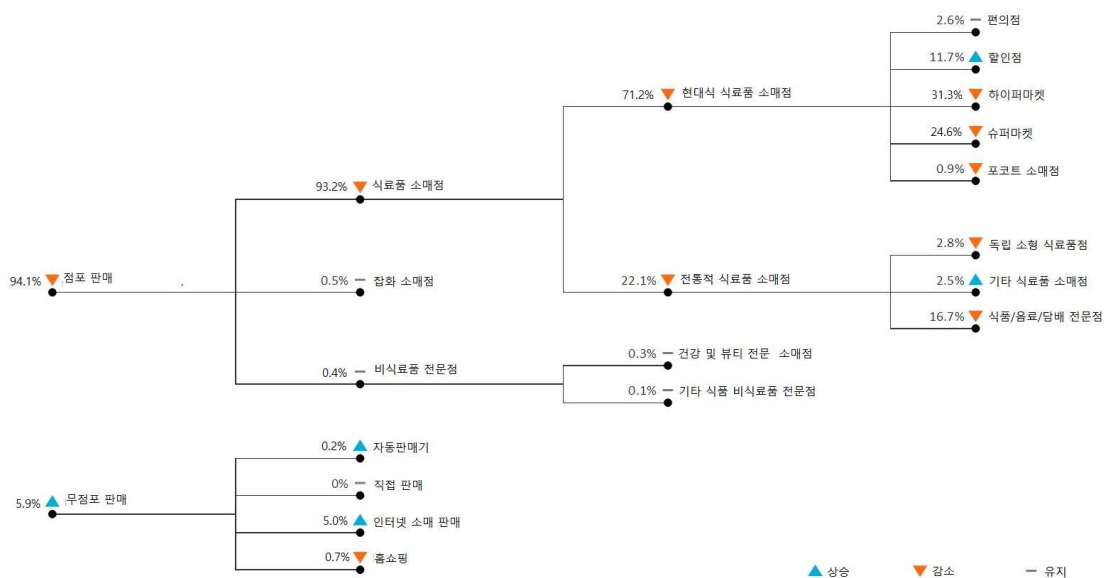 2.6% 편의점
11.7% 할인점
71.2% 현대식 식료품 소매점
31.3% 하이퍼마켓
24.6% 슈퍼마켓
0.9% 포코트 소매점
93.2% 식료품 소매점
2.8% 독립 소형 식료품점
94.1% 점포 판매
0.5% 잡화 소매점
22.1% 전통적 식료품 소매점
2.5% 기타 식료품 소매점
16.7% 식품/음료/담배 전문점
0.3% 건강 및 뷰티 전문 소매점
0.4% 비식료품 전문점
0.1% 기타 식품 비식료품 전문점
0.2% 자동판매기
0% 직접 판매
5.9% 무점포 판매
5.0% 인터넷 소매 판매
0.7% 홈쇼핑
상승 감소 유지